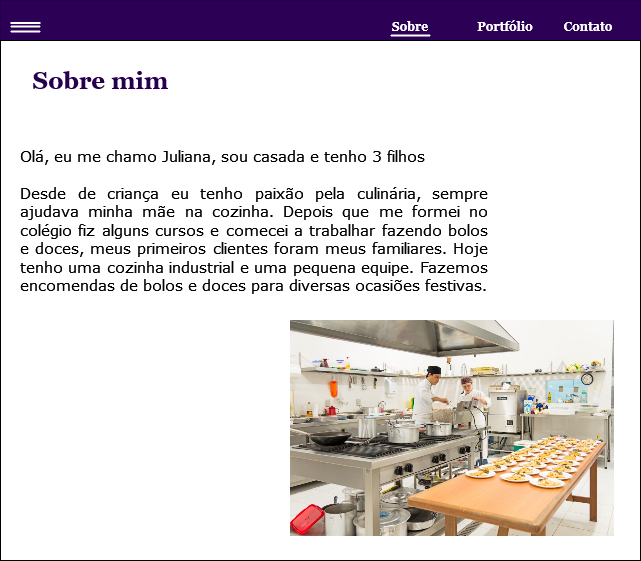 Sobre
Portfólio
Contato
Sobre mim
Olá, eu me chamo Juliana, sou casada e tenho 3 filhos
Desde de criança eu tenho paixão pela culinária, sempre
ajudava minha mãe na cozinha. Depois que me formei no
colégio fiz alguns cursos e comecei a trabalhar fazendo bolos
e doces, meus primeiros clientes foram meus familiares. Hoje
tenho uma cozinha industrial e uma pequena equipe. Fazemos
encomendas de bolos e doces para diversas ocasiões festivas.